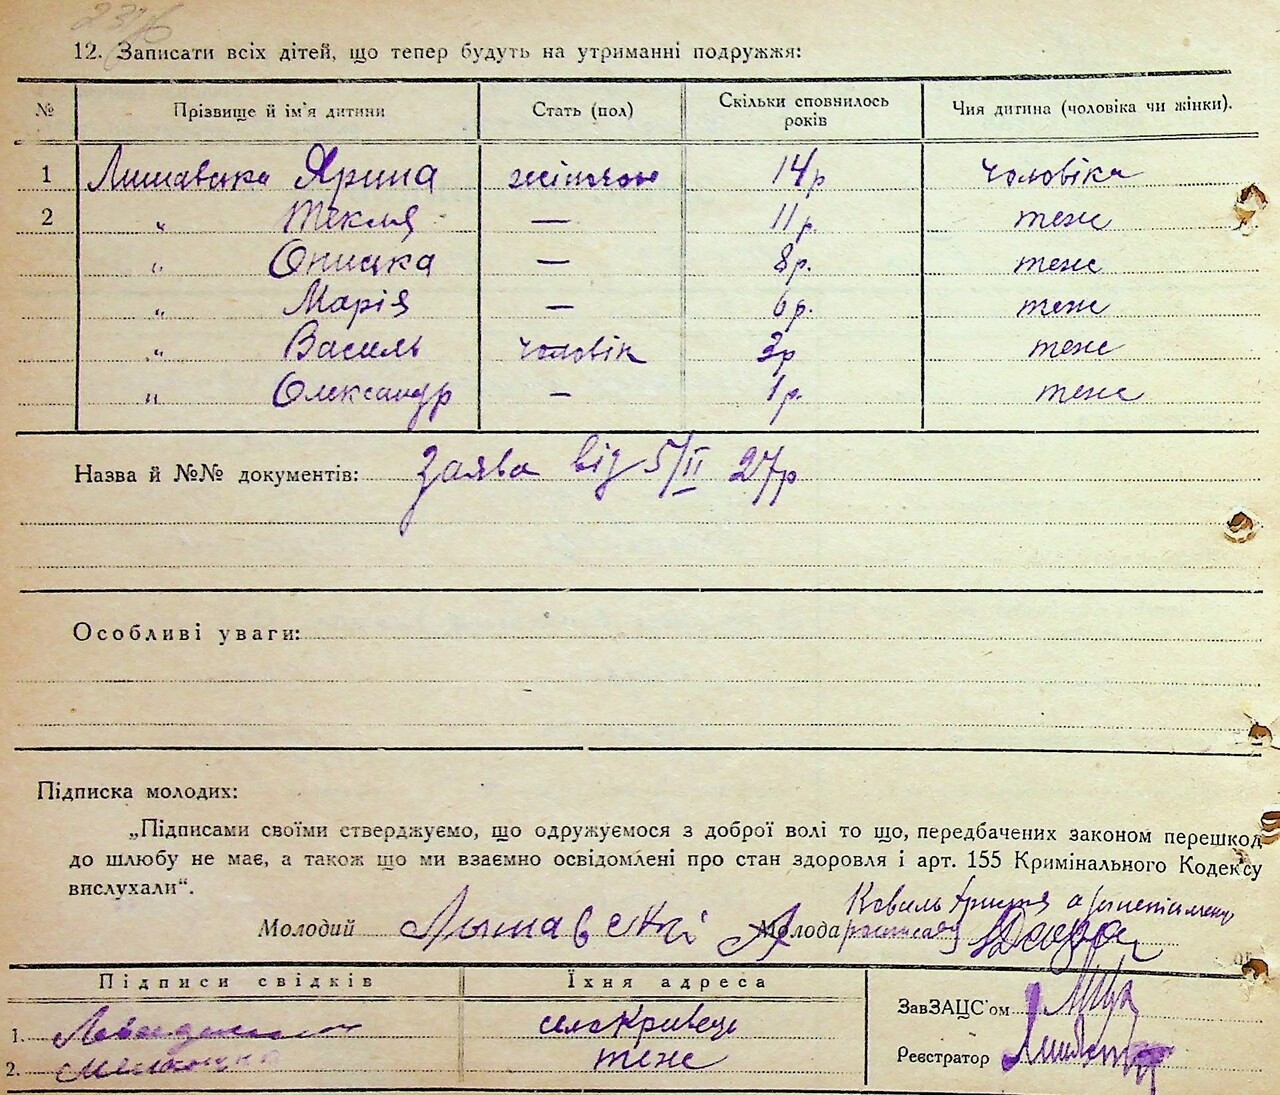 23/6
12. Записати всіх дітей, що тепер будуть на утриманні подружжя:
№ Прізвище й ім'я дитини Стать (пол) Скільки сповнилось років Чия дитина (чоловіка чи жінки).
1 Лишавська Ярина жіноча 14р чоловіка
2 „ Текля — 11р. теж
„ Онишка — 8р. теж
„ Марія — 6р. теж
„ Василь чоловік 3р теж
„ Олександр — 1р. теж
Назва й №№ документів: Заява від 5/II 27р
Особливі уваги:
Підписка молодих:
„Підписами своїми стверджуємо, що одружуємося з доброї волі то що, передбачених законом перешкод
до шлюбу не має, а також що ми взаємно освідомлені про стан здоровля і арт. 155 Кримінального Кодексу
вислухали“.
Молодий Молода
Підписи свідків Їхня адреса
ЗавЗАЦС'ом
1. село Кривець
2. теж
Реєстратор